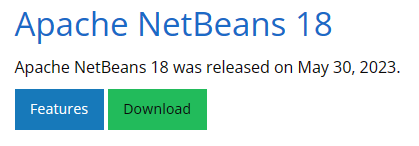 Apache NetBeans 18
Apache NetBeans 18 was released on May 30, 2023.
Features Download